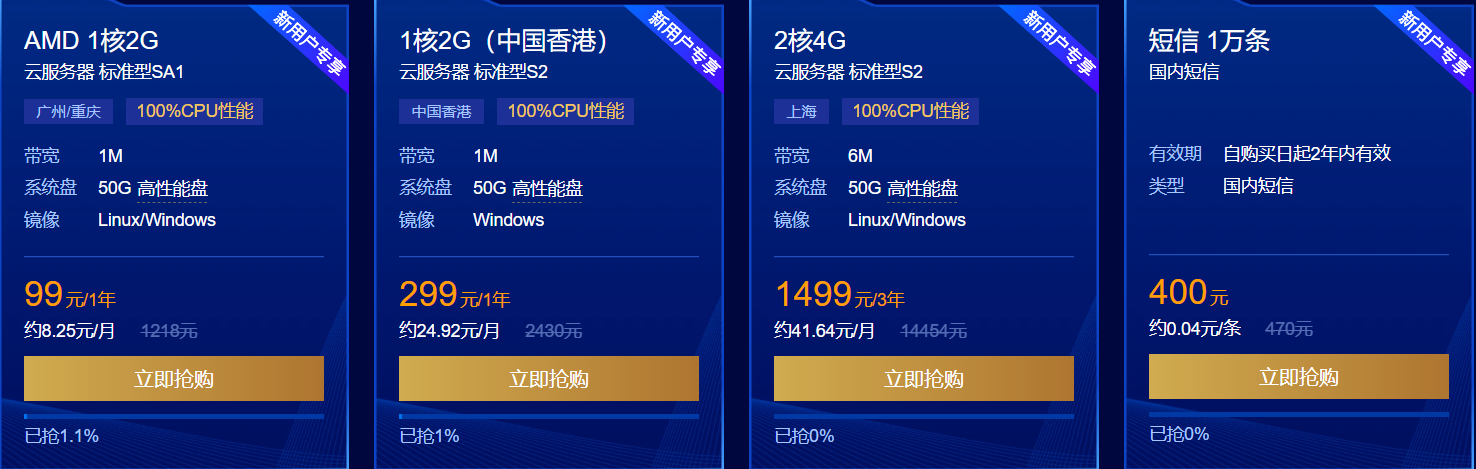 新用户专享
AMD 1核2G
云服务器 标准型SA1
广州/重庆 100%CPU性能
带宽 1M
系统盘 50G 高性能盘
镜像 Linux/Windows
99元/1年
约8.25元/月 1218元
立即抢购
已抢1.1%
新用户专享
1核2G（中国香港）
云服务器 标准型S2
中国香港 100%CPU性能
带宽 1M
系统盘 50G 高性能盘
镜像 Windows
299元/1年
约24.92元/月 2430元
立即抢购
已抢1%
新用户专享
2核4G
云服务器 标准型S2
上海 100%CPU性能
带宽 6M
系统盘 50G 高性能盘
镜像 Linux/Windows
1499元/3年
约41.64元/月 14454元
立即抢购
已抢0%
新用户专享
短信 1万条
国内短信
有效期 自购买日起2年内有效
类型 国内短信
400元
约0.04元/条 470元
立即抢购
已抢0%